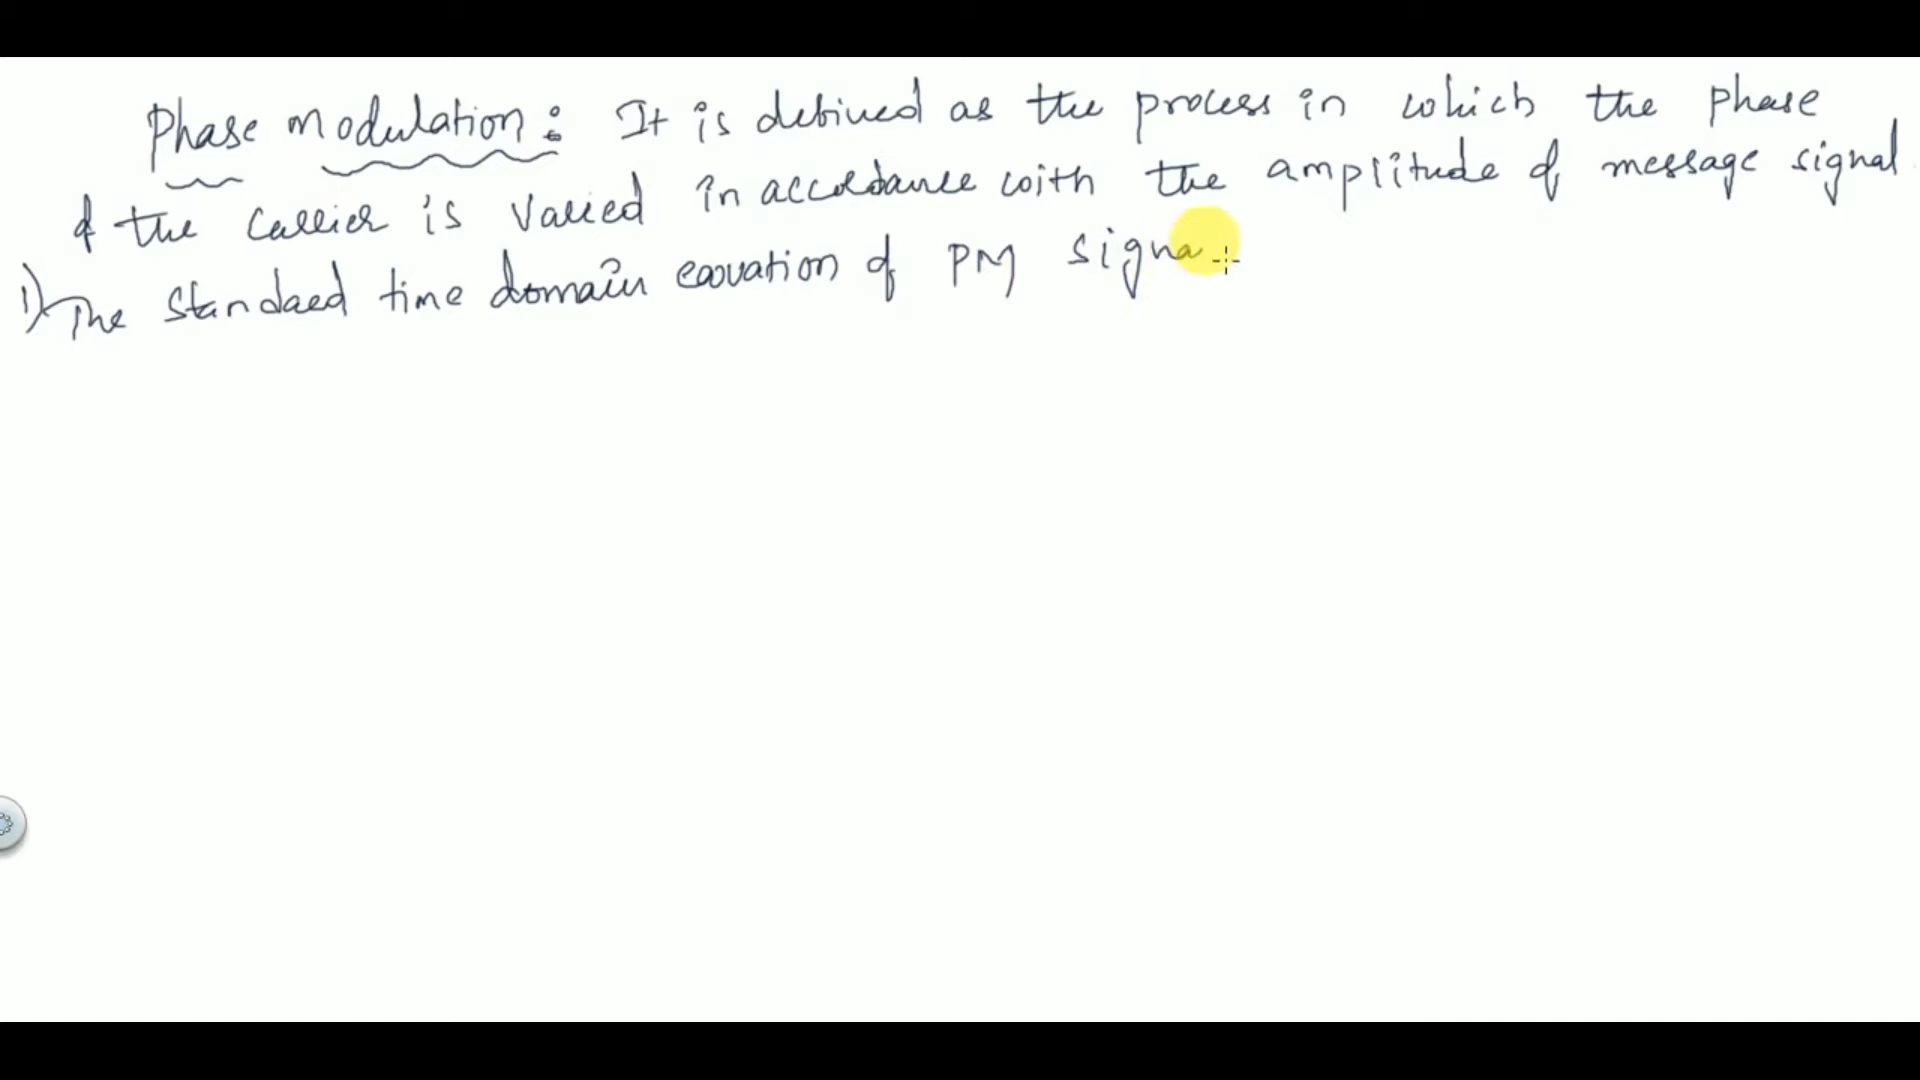 Phase modulation: It is defined as the process in which the phase
of the carrier is varied in accordance with the amplitude of message signal.
1) The standard time domain equation of PM signa